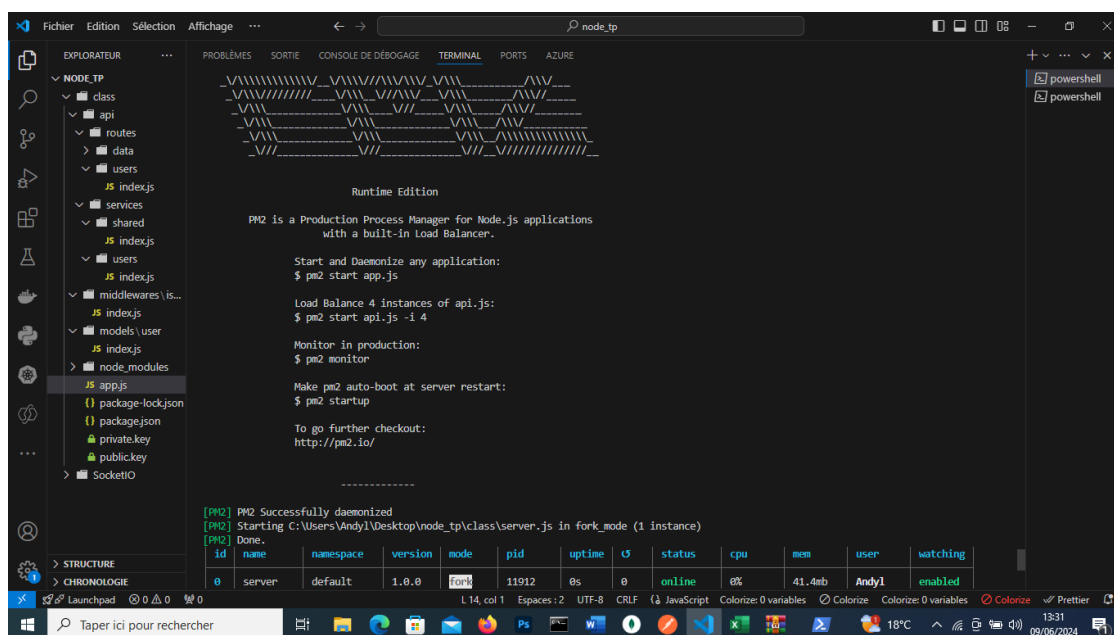 Fichier Edition Sélection Affichage ... node_tp
EXPLORATEUR ...
NODE_TP
class
api
routes
data
users
JS index.js
services
shared
JS index.js
users
JS index.js
middlewares\is...
JS index.js
models\user
JS index.js
node_modules
JS app.js
{} package-lock.json
{} package.json
private.key
public.key
SocketIO
STRUCTURE
CHRONOLOGIE
PROBLÈMES SORTIE CONSOLE DE DÉBOGAGE TERMINAL PORTS AZURE
powershell
powershell
Runtime Edition
PM2 is a Production Process Manager for Node.js applications
with a built-in Load Balancer.
Start and Daemonize any application:
$ pm2 start app.js
Load Balance 4 instances of api.js:
$ pm2 start api.js -i 4
Monitor in production:
$ pm2 monitor
Make pm2 auto-boot at server restart:
$ pm2 startup
To go further checkout:
http://pm2.io/
-------------
[PM2] PM2 Successfully daemonized
[PM2] Starting C:\Users\Andyl\Desktop\node_tp\class\server.js in fork_mode (1 instance)
[PM2] Done.
id name namespace version mode pid uptime ↺ status cpu mem user watching
0 server default 1.0.0 fork 11912 0s 0 online 0% 41.4mb Andyl enabled
Launchpad 0 0 0 L 14, col 1 Espaces : 2 UTF-8 CRLF JavaScript Colorize: 0 variables Colorize Colorize: 0 variables Colorize Prettier
Taper ici pour rechercher 18°C 13:31
09/06/2024